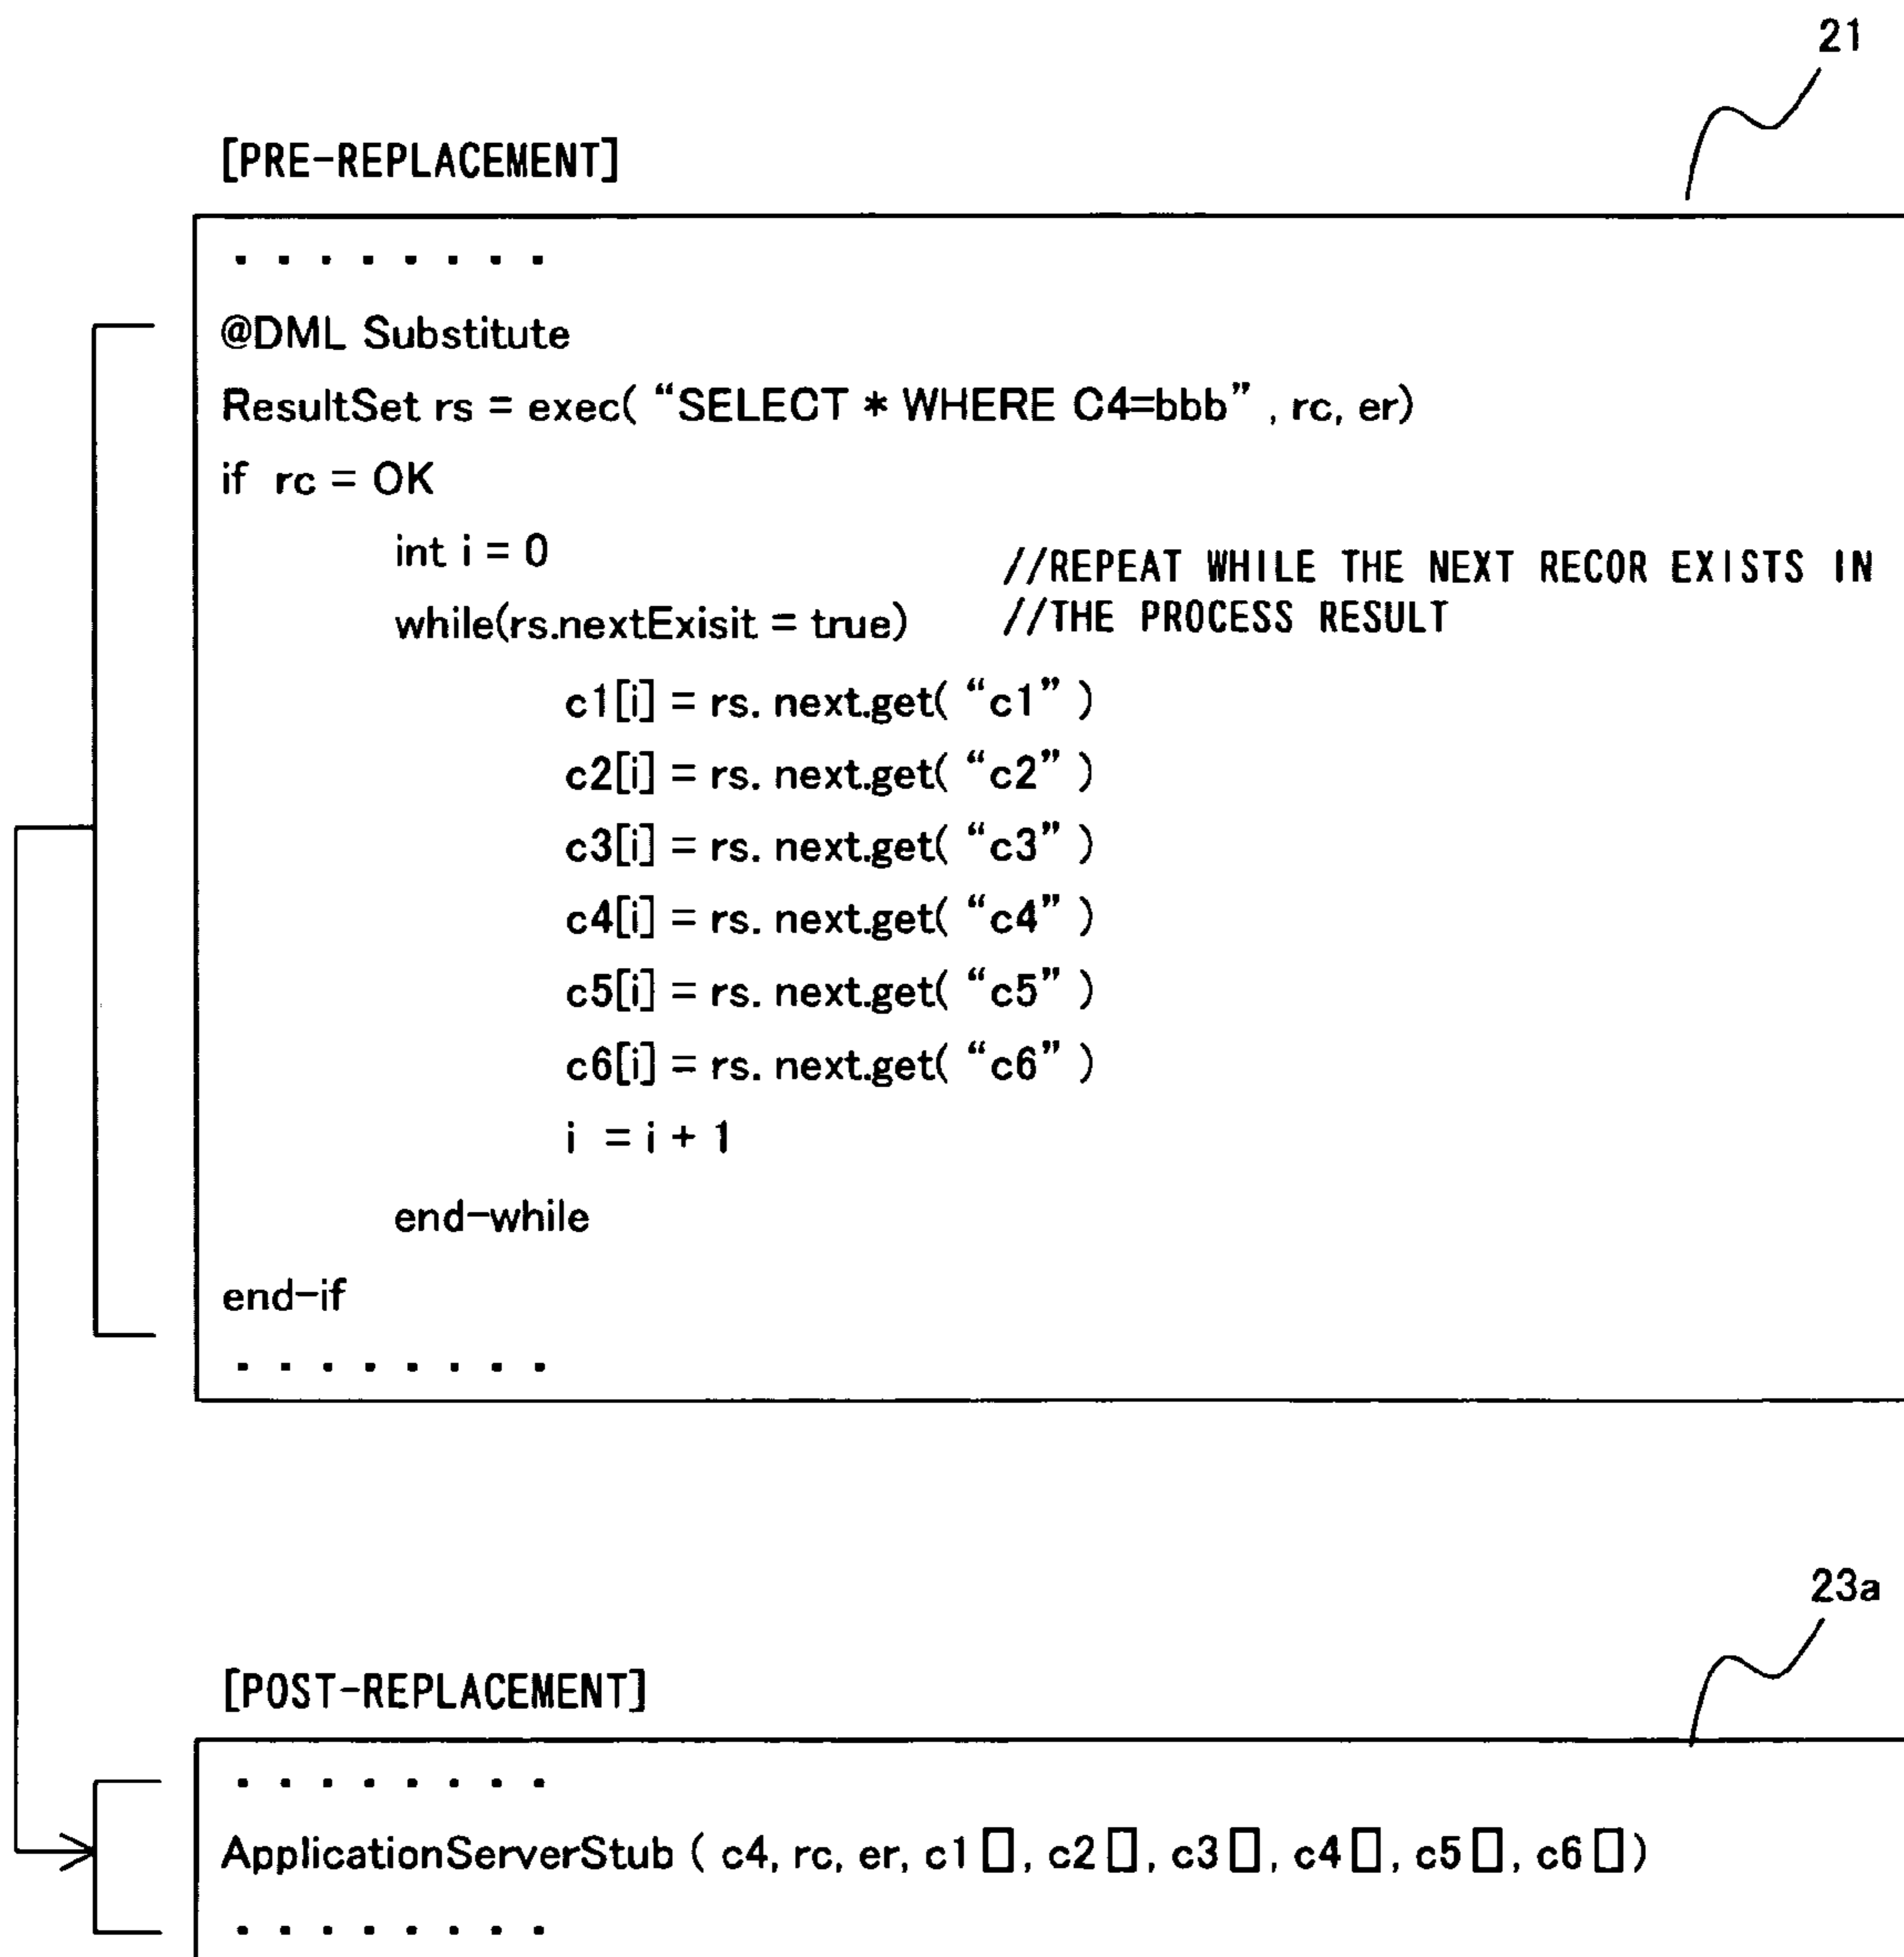 21
[PRE-REPLACEMENT]
........
@DML Substitute
ResultSet rs = exec( “SELECT * WHERE C4=bbb” , rc, er)
if rc = OK
int i = 0
//REPEAT WHILE THE NEXT RECOR EXISTS IN
while(rs.nextExisit = true) //THE PROCESS RESULT
c1[i] = rs. next.get( “c1” )
c2[i] = rs. next.get( “c2” )
c3[i] = rs. next.get( “c3” )
c4[i] = rs. next.get( “c4” )
c5[i] = rs. next.get( “c5” )
c6[i] = rs. next.get( “c6” )
i = i + 1
end-while
end-if
........
23a
[POST-REPLACEMENT]
........
ApplicationServerStub ( c4, rc, er, c1 [], c2 [], c3 [], c4 [], c5 [], c6 [])
........